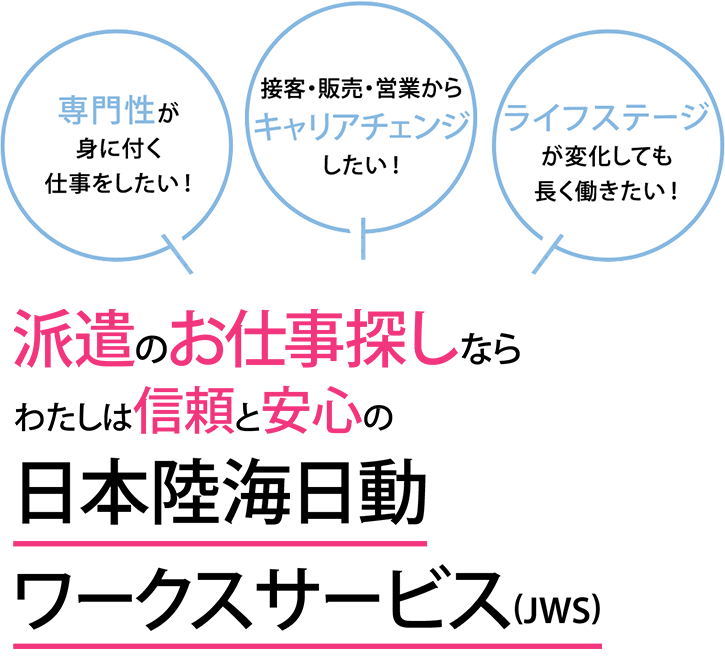 専門性が
身に付く
仕事をしたい！
接客・販売・営業から
キャリアチェンジ
したい！
ライフステージ
が変化しても
長く働きたい！
派遣のお仕事探しなら
わたしは信頼と安心の
日本陸海日動
ワークスサービス(JWS)